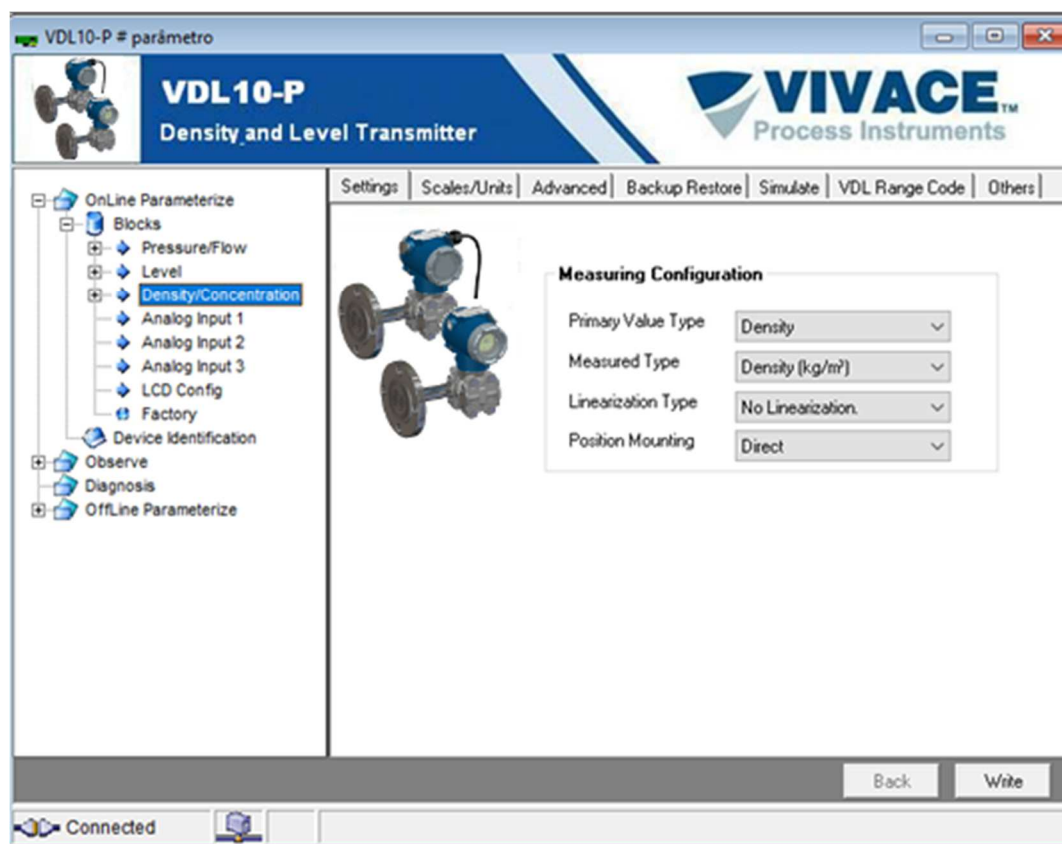 VDL10-P # parâmetro
VDL10-P
Density and Level Transmitter
VIVACE TM
Process Instruments
OnLine Parameterize
Blocks
Pressure/Flow
Level
Density/Concentration
Analog Input 1
Analog Input 2
Analog Input 3
LCD Config
Factory
Device Identification
Observe
Diagnosis
OffLine Parameterize
Settings Scales/Units Advanced Backup Restore Simulate VDL Range Code Others
Measuring Configuration
Primary Value Type Density
Measured Type Density (kg/m³)
Linearization Type No Linearization.
Position Mounting Direct
Back Write
Connected